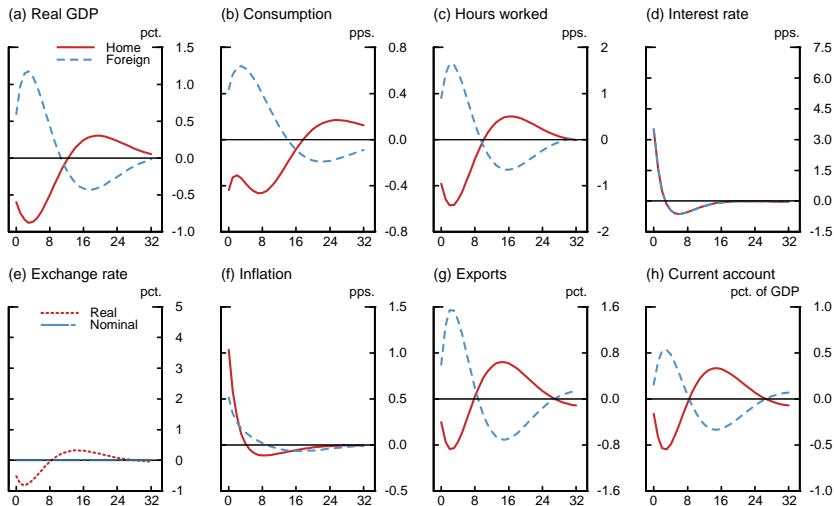 (a) Real GDP
pct.
Home
Foreign
1.5
1.0
0.5
0.0
-0.5
-1.0
0 8 16 24 32
(b) Consumption
pps.
0.8
0.4
0.0
-0.4
-0.8
0 8 16 24 32
(c) Hours worked
pps.
2
1
0
-1
-2
0 8 16 24 32
(d) Interest rate
pps.
7.5
6.0
4.5
3.0
1.5
0.0
-1.5
0 8 16 24 32
(e) Exchange rate
pct.
Real
Nominal
5
4
3
2
1
0
-1
0 8 16 24 32
(f) Inflation
pps.
1.5
1.0
0.5
0.0
-0.5
0 8 16 24 32
(g) Exports
pct.
1.6
0.8
0.0
-0.8
-1.6
0 8 16 24 32
(h) Current account
pct. of GDP
1.0
0.5
0.0
-0.5
-1.0
0 8 16 24 32